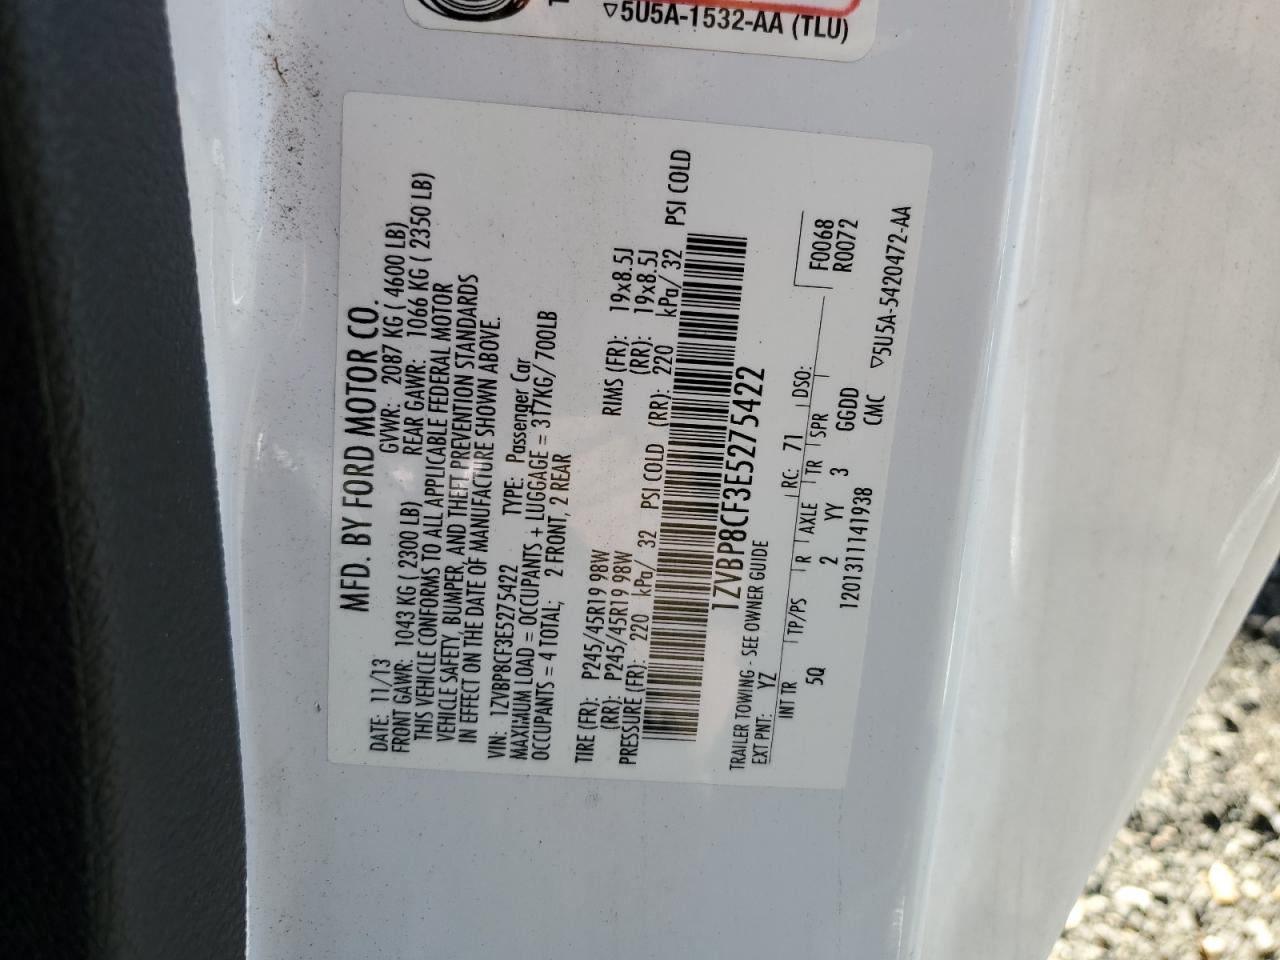 ▽5U5A-1532-AA (TLU)
MFD. BY FORD MOTOR CO.
DATE: 11/13 GVWR: 2087 KG ( 4600 LB)
FRONT GAWR: 1043 KG ( 2300 LB) REAR GAWR: 1066 KG ( 2350 LB)
THIS VEHICLE CONFORMS TO ALL APPLICABLE FEDERAL MOTOR
VEHICLE SAFETY, BUMPER, AND THEFT PREVENTION STANDARDS
IN EFFECT ON THE DATE OF MANUFACTURE SHOWN ABOVE.
VIN: 1ZVBP8CF3E5275422 TYPE: Passenger Car
MAXIMUM LOAD = OCCUPANTS + LUGGAGE = 317KG/700LB
OCCUPANTS = 4 TOTAL; 2 FRONT, 2 REAR
TIRE (FR): P245/45R19 98W RIMS (FR): 19x8.5J
(RR): P245/45R19 98W (RR): 19x8.5J
PRESSURE (FR): 220 kPa/ 32 PSI COLD (RR): 220 kPa/ 32 PSI COLD
1ZVBP8CF3E5275422
TRAILER TOWING - SEE OWNER GUIDE
EXT PNT: YZ RC: 71 DSO: F0068
INT TR TP/PS R AXLE TR SPR R0072
5Q 2 YY 3 GGDD
12013111141938 CMC ▽5U5A-5420472-AA